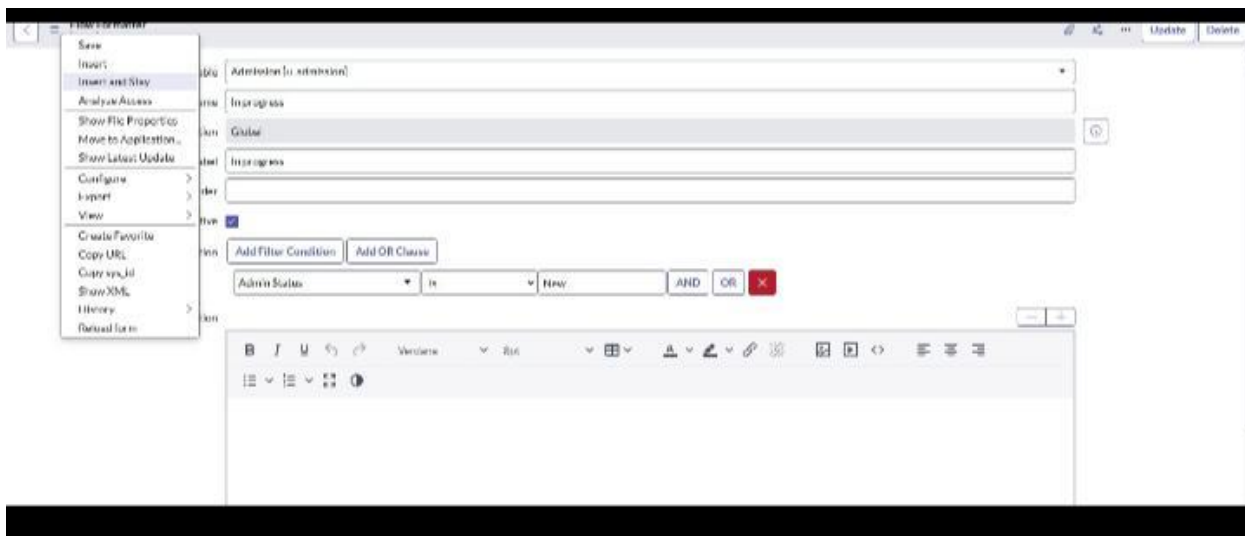 Flow Formatter
Update Delete
Save
Insert
Insert and Stay
Analyze Access
Show File Properties
Move to Application...
Show Latest Update
Configure
Export
View
Create Favorite
Copy URL
Copy sys_id
Show XML
History
Reload form
Admission [u_admission]
Inprogress
Global
Inprogress
Add Filter Condition Add OR Clause
Admin Status is New AND OR
B I U Verdana 8pt A